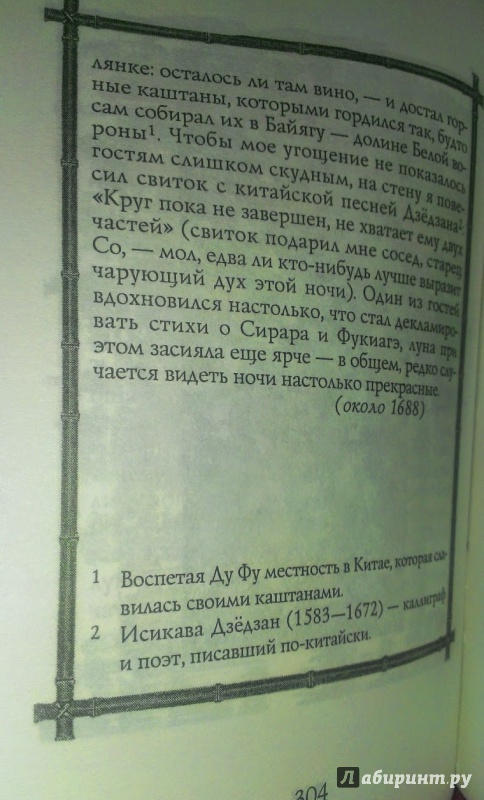 лянке: осталось ли там вино, — и достал гор-
ные каштаны, которыми гордился так, будто
сам собирал их в Байягу — долине Белой во-
роны¹. Чтобы мое угощение не показалось
гостям слишком скудным, на стену я пове-
сил свиток с китайской песней Дзёдзана²
«Круг пока не завершен, не хватает ему двух
частей» (свиток подарил мне сосед, старец
Со, — мол, едва ли кто-нибудь лучше выразит
чарующий дух этой ночи). Один из гостей
вдохновился настолько, что стал декламиро-
вать стихи о Сирара и Фукиагэ, луна при
этом засияла еще ярче — в общем, редко слу-
чается видеть ночи настолько прекрасные.
(около 1688)
1 Воспетая Ду Фу местность в Китае, которая сла-
вилась своими каштанами.
2 Исикава Дзёдзан (1583—1672) — каллиграф
и поэт, писавший по-китайски.
304
Лабиринт.ру